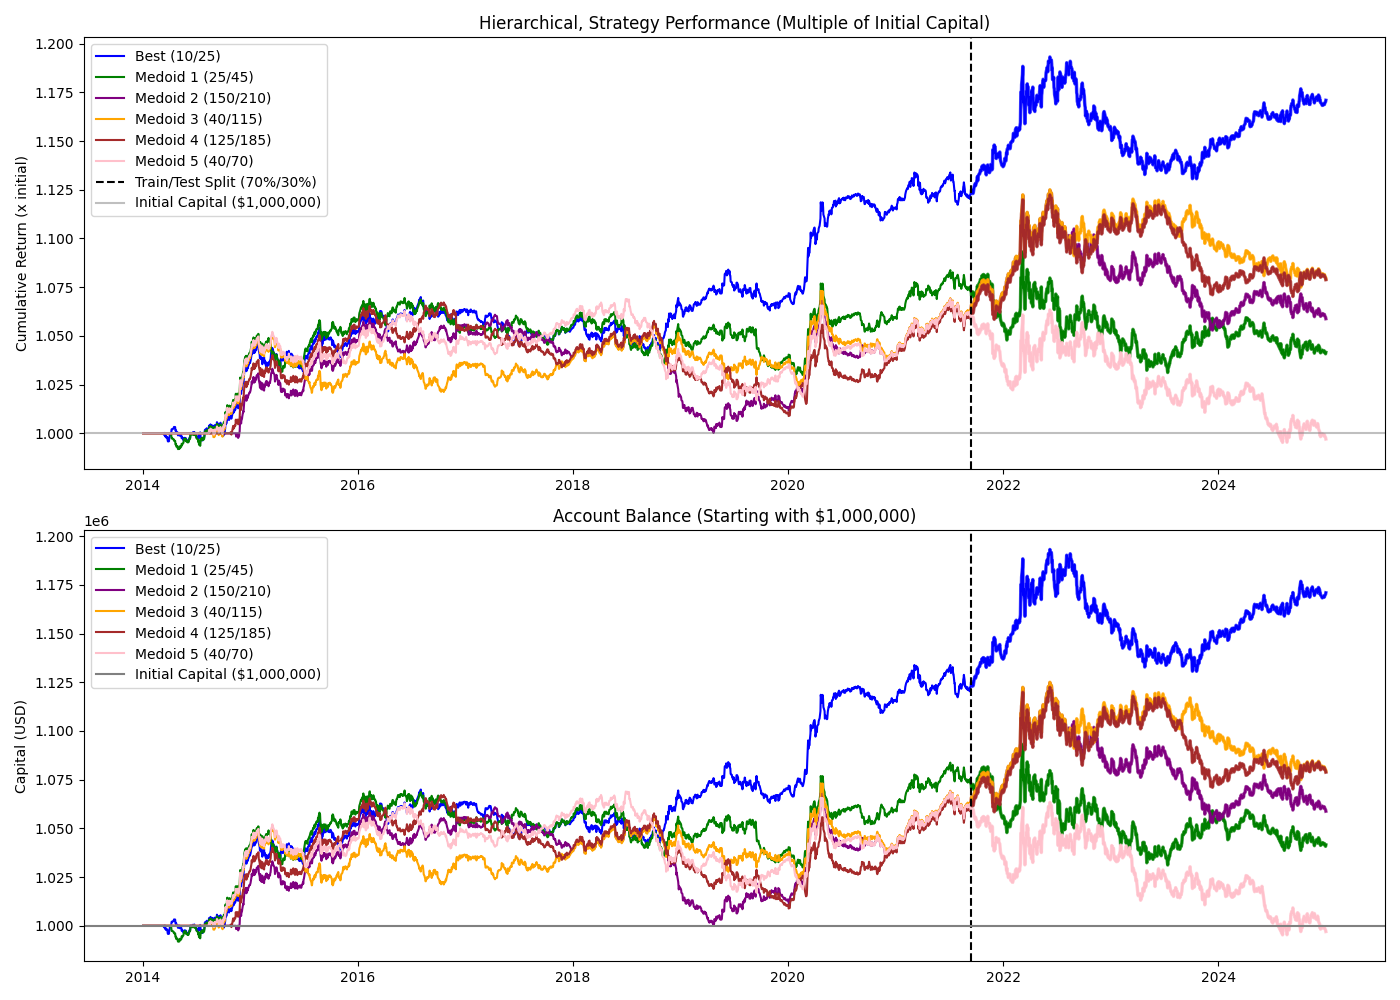 Hierarchical, Strategy Performance (Multiple of Initial Capital)
Cumulative Return (x initial)
1.200
1.175
1.150
1.125
1.100
1.075
1.050
1.025
1.000
Best (10/25)
Medoid 1 (25/45)
Medoid 2 (150/210)
Medoid 3 (40/115)
Medoid 4 (125/185)
Medoid 5 (40/70)
Train/Test Split (70%/30%)
Initial Capital ($1,000,000)
2014 2016 2018 2020 2022 2024
1e6
Account Balance (Starting with $1,000,000)
Capital (USD)
1.200
1.175
1.150
1.125
1.100
1.075
1.050
1.025
1.000
Best (10/25)
Medoid 1 (25/45)
Medoid 2 (150/210)
Medoid 3 (40/115)
Medoid 4 (125/185)
Medoid 5 (40/70)
Initial Capital ($1,000,000)
2014 2016 2018 2020 2022 2024